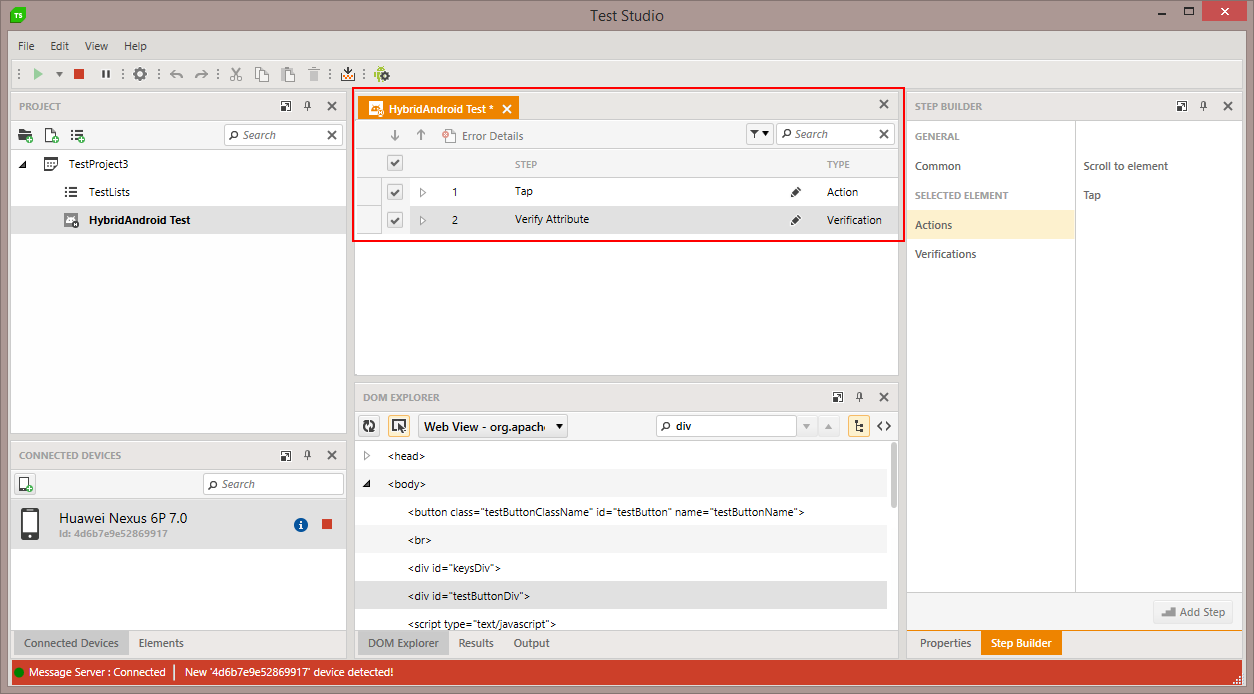 TS Test Studio
File Edit View Help
PROJECT
Search
TestProject3
TestLists
HybridAndroid Test
CONNECTED DEVICES
Search
Huawei Nexus 6P 7.0
Id: 4d6b7e9e52869917
Connected Devices Elements
HybridAndroid Test *
Error Details Search
STEP TYPE
1 Tap Action
2 Verify Attribute Verification
DOM EXPLORER
Web View - org.apach div
<head>
<body>
<button class="testButtonClassName" id="testButton" name="testButtonName">
<br>
<div id="keysDiv">
<div id="testButtonDiv">
<script type="text/javascript">
DOM Explorer Results Output
STEP BUILDER
GENERAL
Common Scroll to element
SELECTED ELEMENT Tap
Actions
Verifications
Add Step
Properties Step Builder
Message Server : Connected New '4d6b7e9e52869917' device detected!